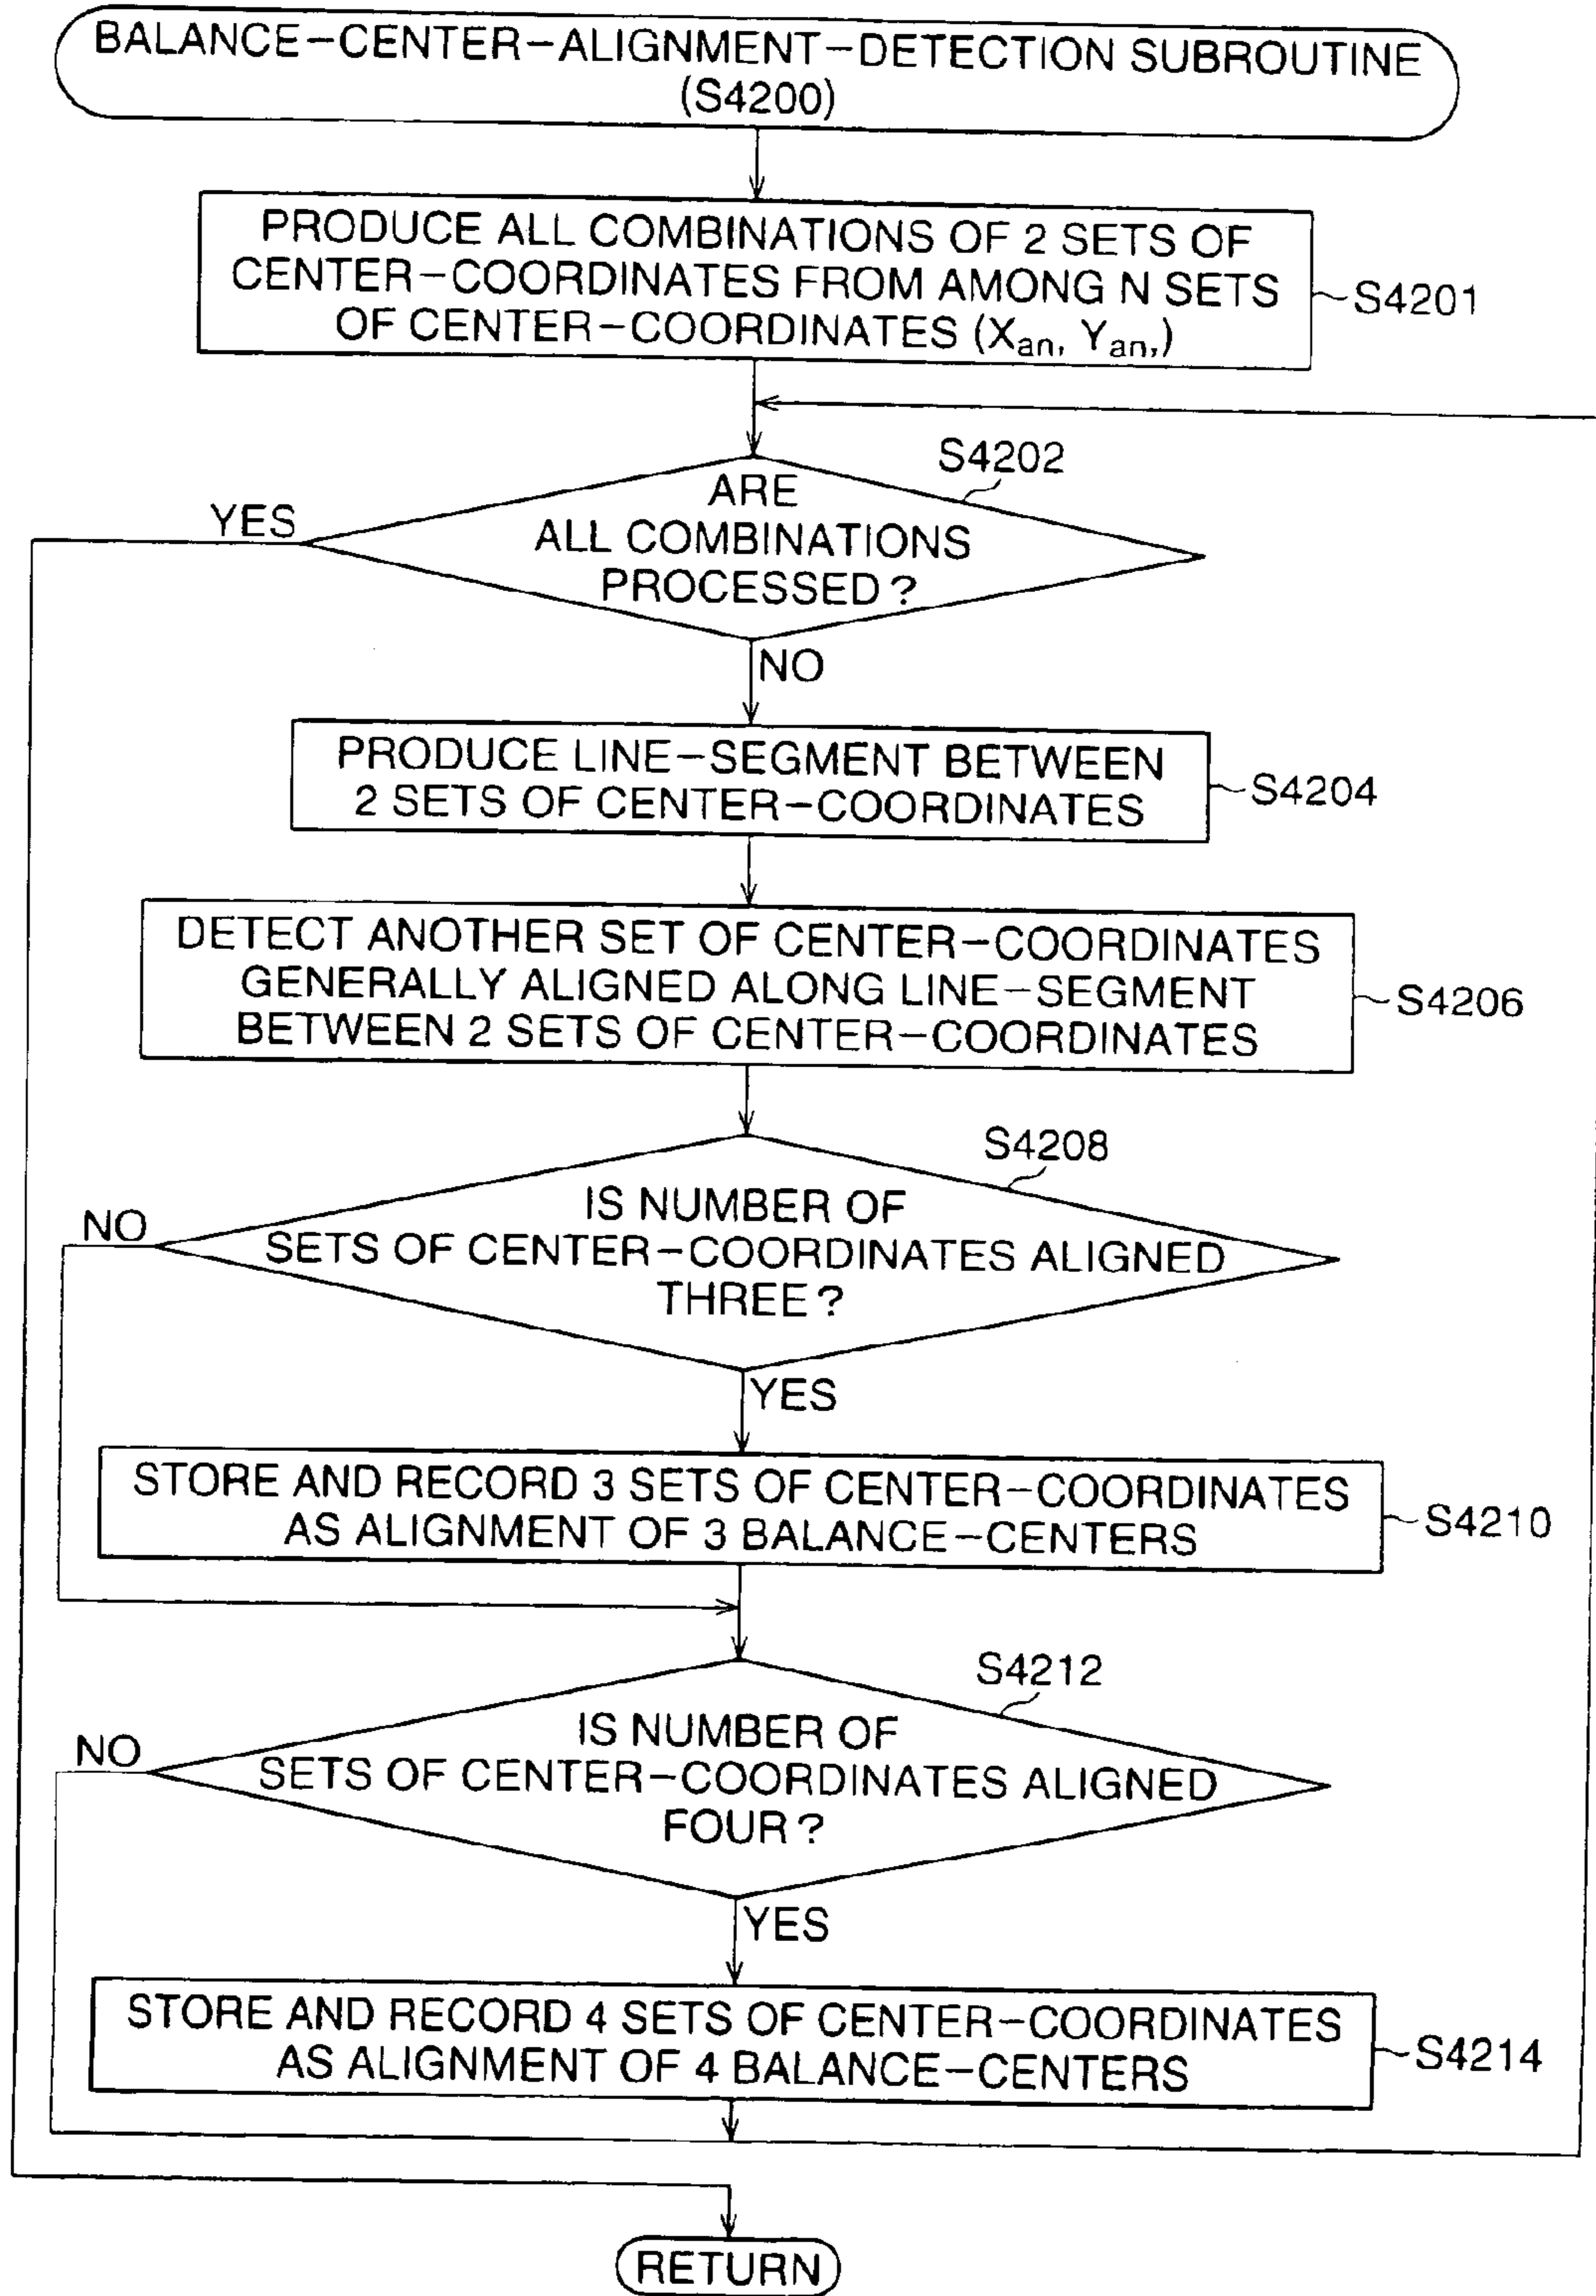 BALANCE-CENTER-ALIGNMENT-DETECTION SUBROUTINE
(S4200)
PRODUCE ALL COMBINATIONS OF 2 SETS OF
CENTER-COORDINATES FROM AMONG N SETS
OF CENTER-COORDINATES (Xan, Yan,)
S4201
S4202
ARE
ALL COMBINATIONS
PROCESSED?
YES
NO
PRODUCE LINE-SEGMENT BETWEEN
2 SETS OF CENTER-COORDINATES
S4204
DETECT ANOTHER SET OF CENTER-COORDINATES
GENERALLY ALIGNED ALONG LINE-SEGMENT
BETWEEN 2 SETS OF CENTER-COORDINATES
S4206
S4208
IS NUMBER OF
SETS OF CENTER-COORDINATES ALIGNED
THREE?
NO
YES
STORE AND RECORD 3 SETS OF CENTER-COORDINATES
AS ALIGNMENT OF 3 BALANCE-CENTERS
S4210
S4212
IS NUMBER OF
SETS OF CENTER-COORDINATES ALIGNED
FOUR?
NO
YES
STORE AND RECORD 4 SETS OF CENTER-COORDINATES
AS ALIGNMENT OF 4 BALANCE-CENTERS
S4214
RETURN